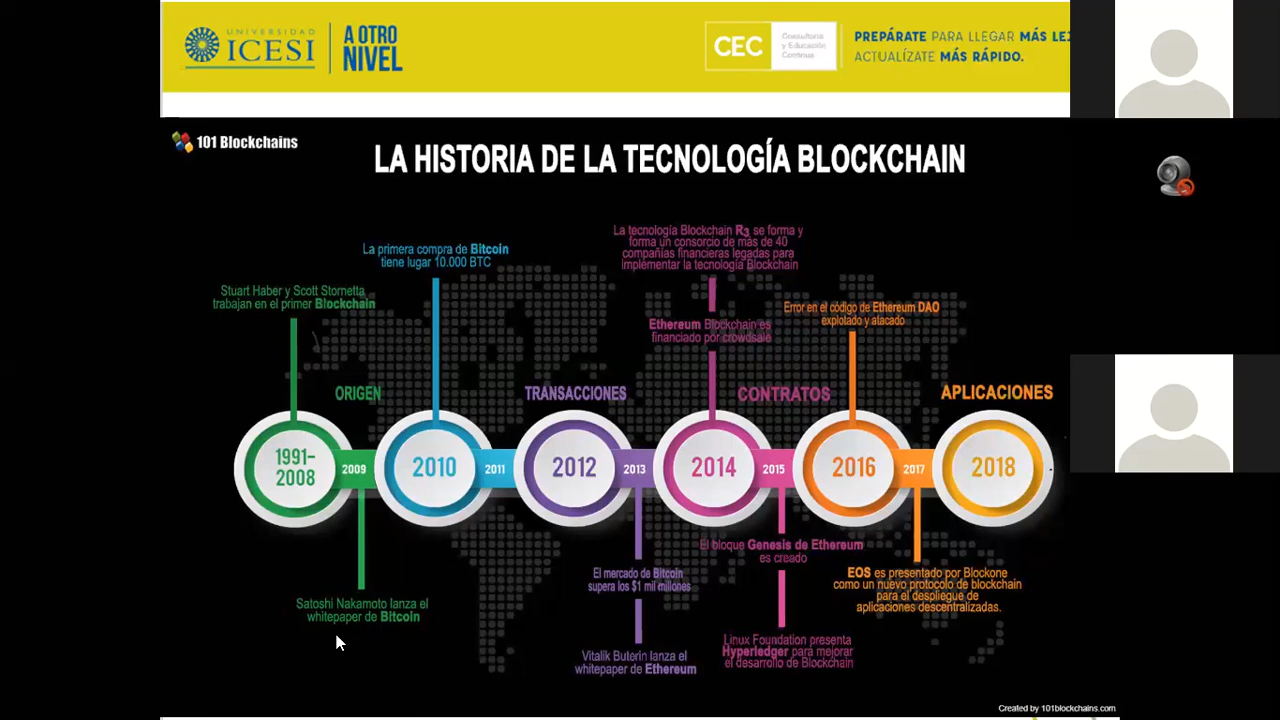 UNIVERSIDAD
ICESI
A OTRO
NIVEL
CEC
Consultoría
y Educación
Continua
PREPÁRATE PARA LLEGAR MÁS
ACTUALÍZATE MÁS RÁPIDO.
101 Blockchains
LA HISTORIA DE LA TECNOLOGÍA BLOCKCHAIN
La tecnología Blockchain R3 se forma y
forma un consorcio de más de 40
compañías financieras legadas para
implementar la tecnología Blockchain
La primera compra de Bitcoin
tiene lugar 10.000 BTC
Stuart Haber y Scott Stornetta
trabajan en el primer Blockchain
Error en el código de Ethereum DAO
explotado y atacado
Ethereum Blockchain es
financiado por crowdsale
ORIGEN
TRANSACCIONES
CONTRATOS
APLICACIONES
1991-
2008
2009
2010
2011
2012
2013
2014
2015
2016
2017
2018
El bloque Genesis de Ethereum
es creado
El mercado de Bitcoin
supera los $1 mil millones
EOS es presentado por Blockone
como un nuevo protocolo de blockchain
para el despliegue de
aplicaciones descentralizadas.
Satoshi Nakamoto lanza el
whitepaper de Bitcoin
Vitalik Buterin lanza el
whitepaper de Ethereum
Linux Foundation presenta
Hyperledger para mejorar
el desarrollo de Blockchain
Created by 101blockchains.com